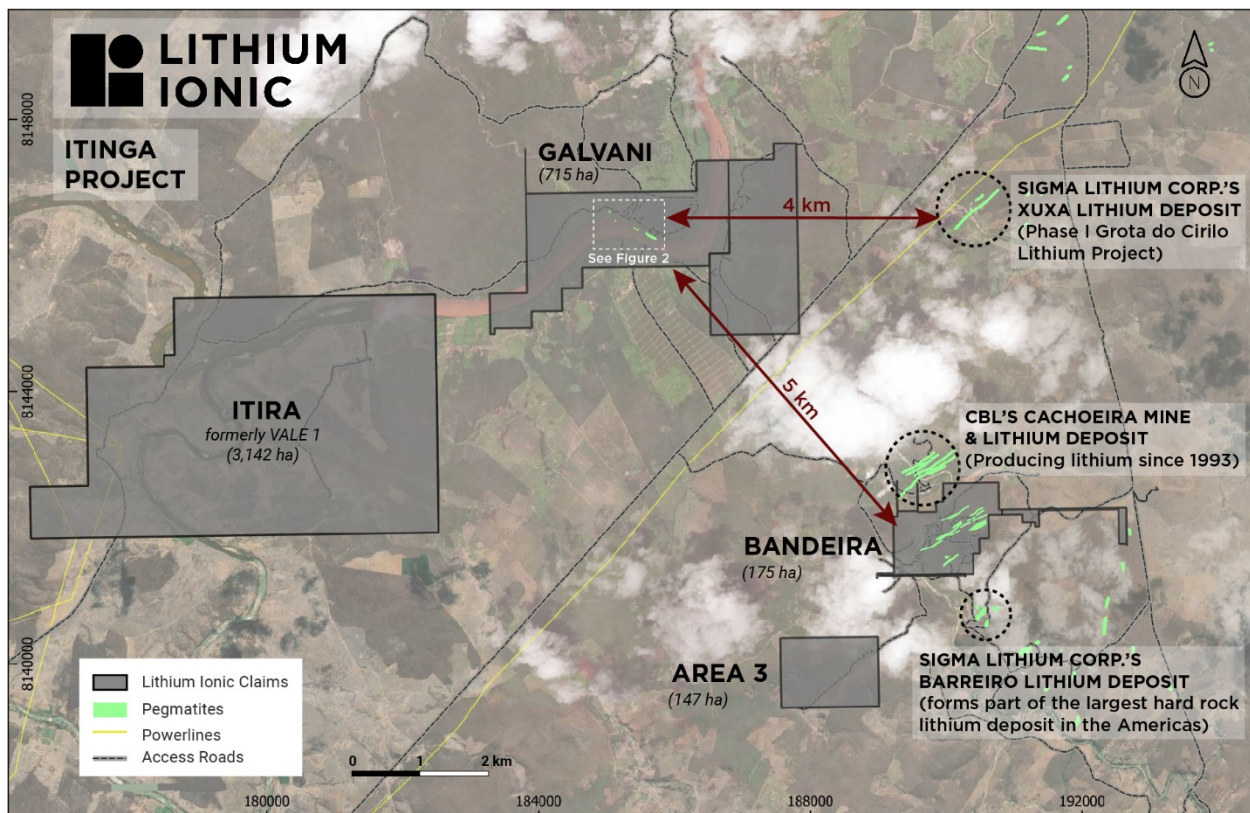 LITHIUM
IONIC
ITINGA
PROJECT
N
8148000
8144000
8140000
GALVANI
(715 ha)
See Figure 2
4 km
SIGMA LITHIUM CORP.'S
XUXA LITHIUM DEPOSIT
(Phase I Grota do Cirilo
Lithium Project)
5 km
ITIRA
formerly VALE 1
(3,142 ha)
CBL'S CACHOEIRA MINE
& LITHIUM DEPOSIT
(Producing lithium since 1993)
BANDEIRA
(175 ha)
AREA 3
(147 ha)
SIGMA LITHIUM CORP.'S
BARREIRO LITHIUM DEPOSIT
(forms part of the largest hard rock
lithium deposit in the Americas)
Lithium Ionic Claims
Pegmatites
Powerlines
Access Roads
0 1 2 km
180000 184000 188000 192000